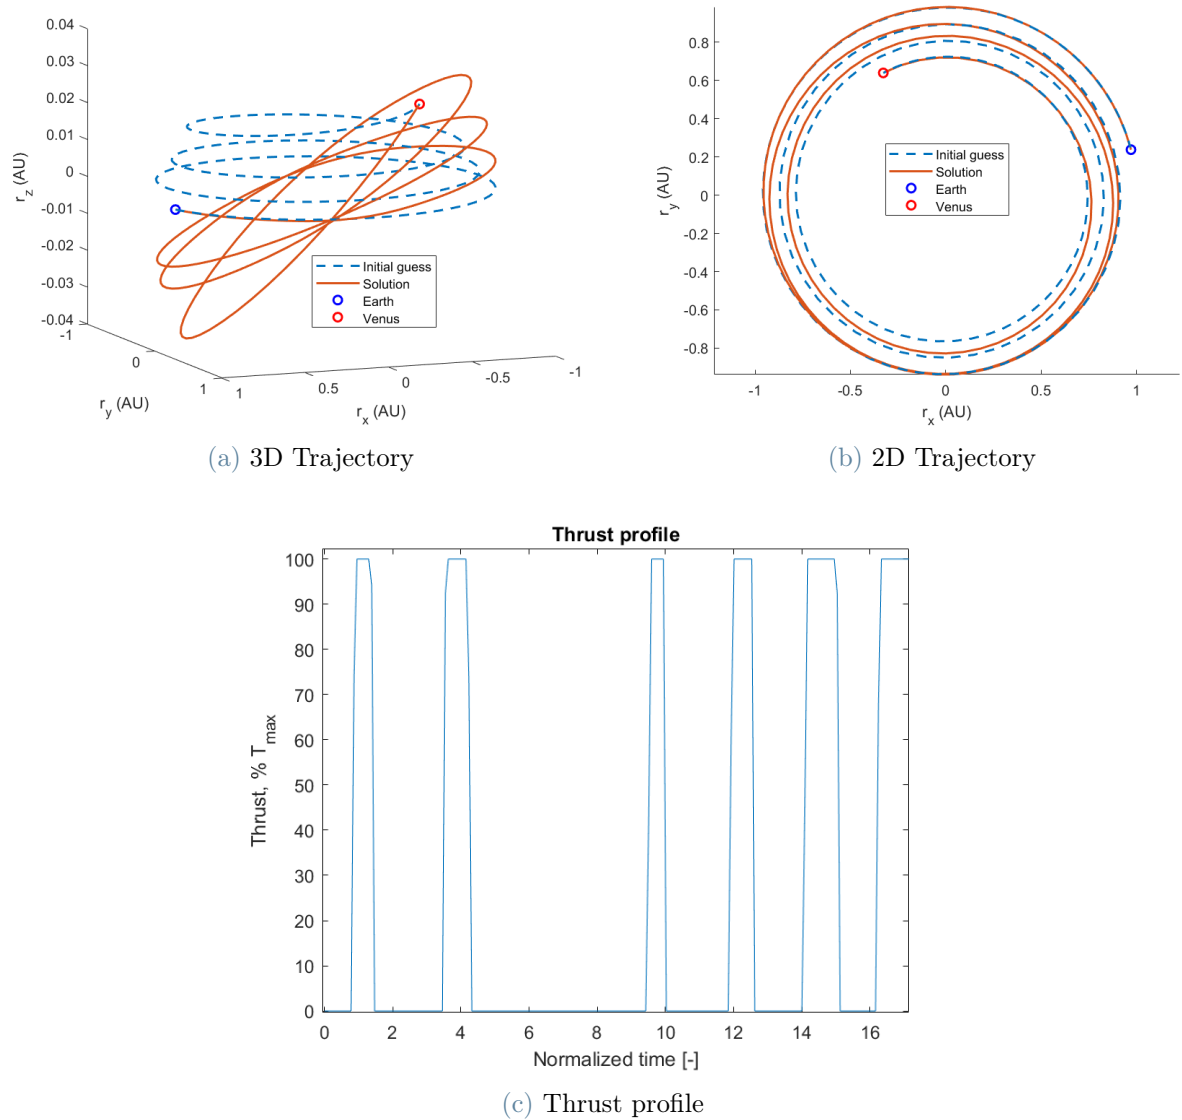 0.04
0.03
0.02
0.01
0
-0.01
-0.02
-0.03
-0.04
r_z (AU)
-1
0
1
r_y (AU)
1
0.5
0
-0.5
-1
r_x (AU)
Initial guess
Solution
Earth
Venus
(a) 3D Trajectory
0.8
0.6
0.4
0.2
0
-0.2
-0.4
-0.6
-0.8
r_y (AU)
Initial guess
Solution
Earth
Venus
-1
-0.5
0
0.5
1
r_x (AU)
(b) 2D Trajectory
Thrust profile
100
90
80
70
60
50
40
30
20
10
0
Thrust, % T_max
0
2
4
6
8
10
12
14
16
Normalized time [-]
(c) Thrust profile